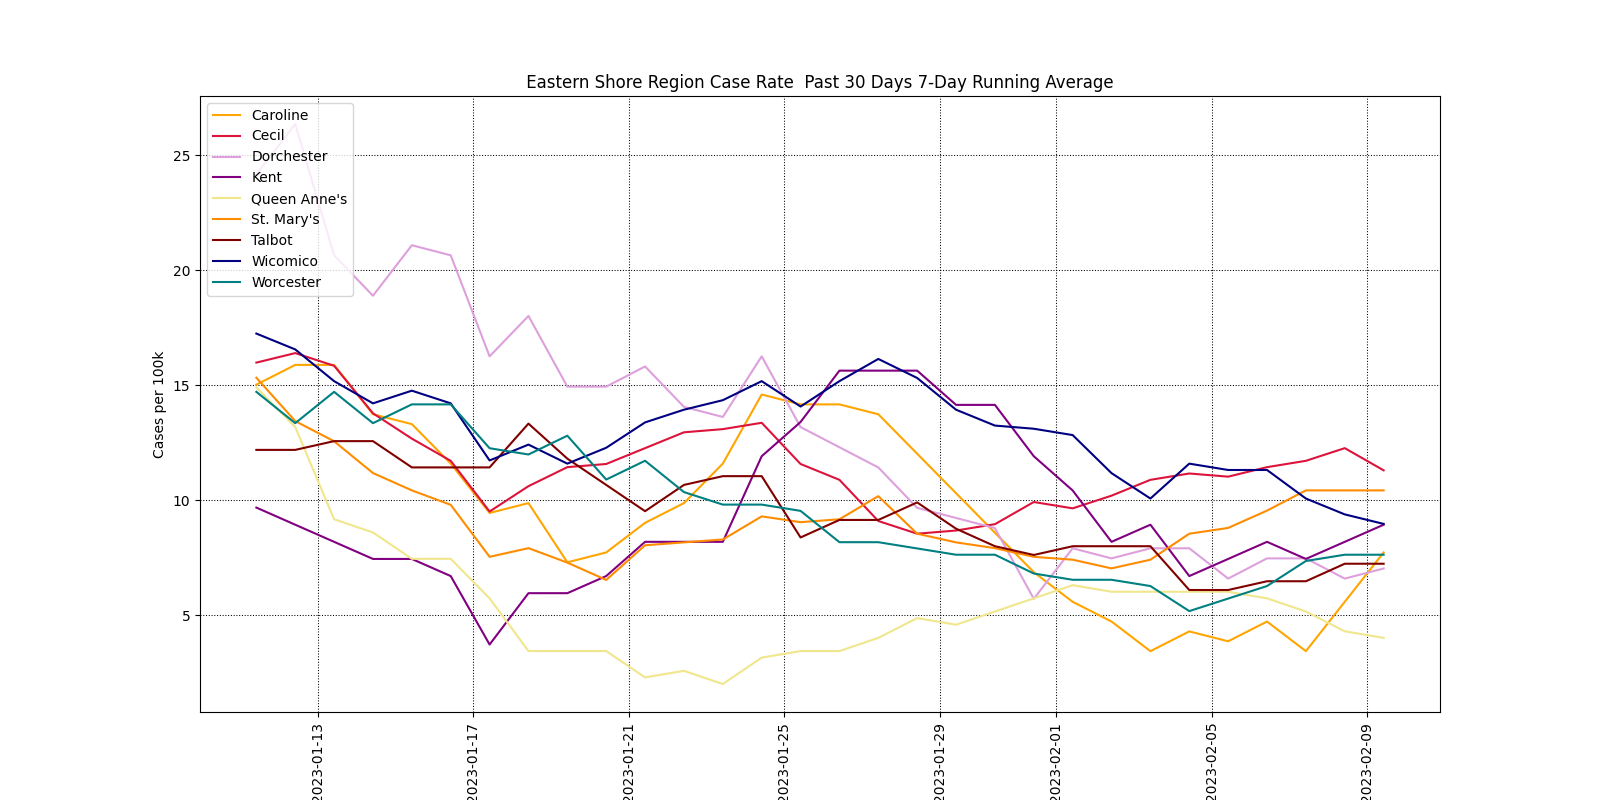 Eastern Shore Region Case Rate  Past 30 Days 7-Day Running Average
Cases per 100k
25
20
15
10
5
Caroline
Cecil
Dorchester
Kent
Queen Anne's
St. Mary's
Talbot
Wicomico
Worcester
2023-01-13
2023-01-17
2023-01-21
2023-01-25
2023-01-29
2023-02-01
2023-02-05
2023-02-09